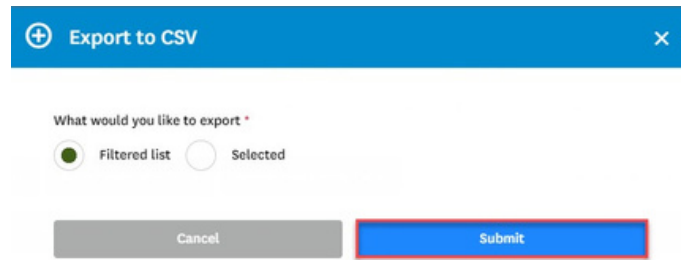 Export to CSV
What would you like to export *
Filtered list Selected
Cancel Submit